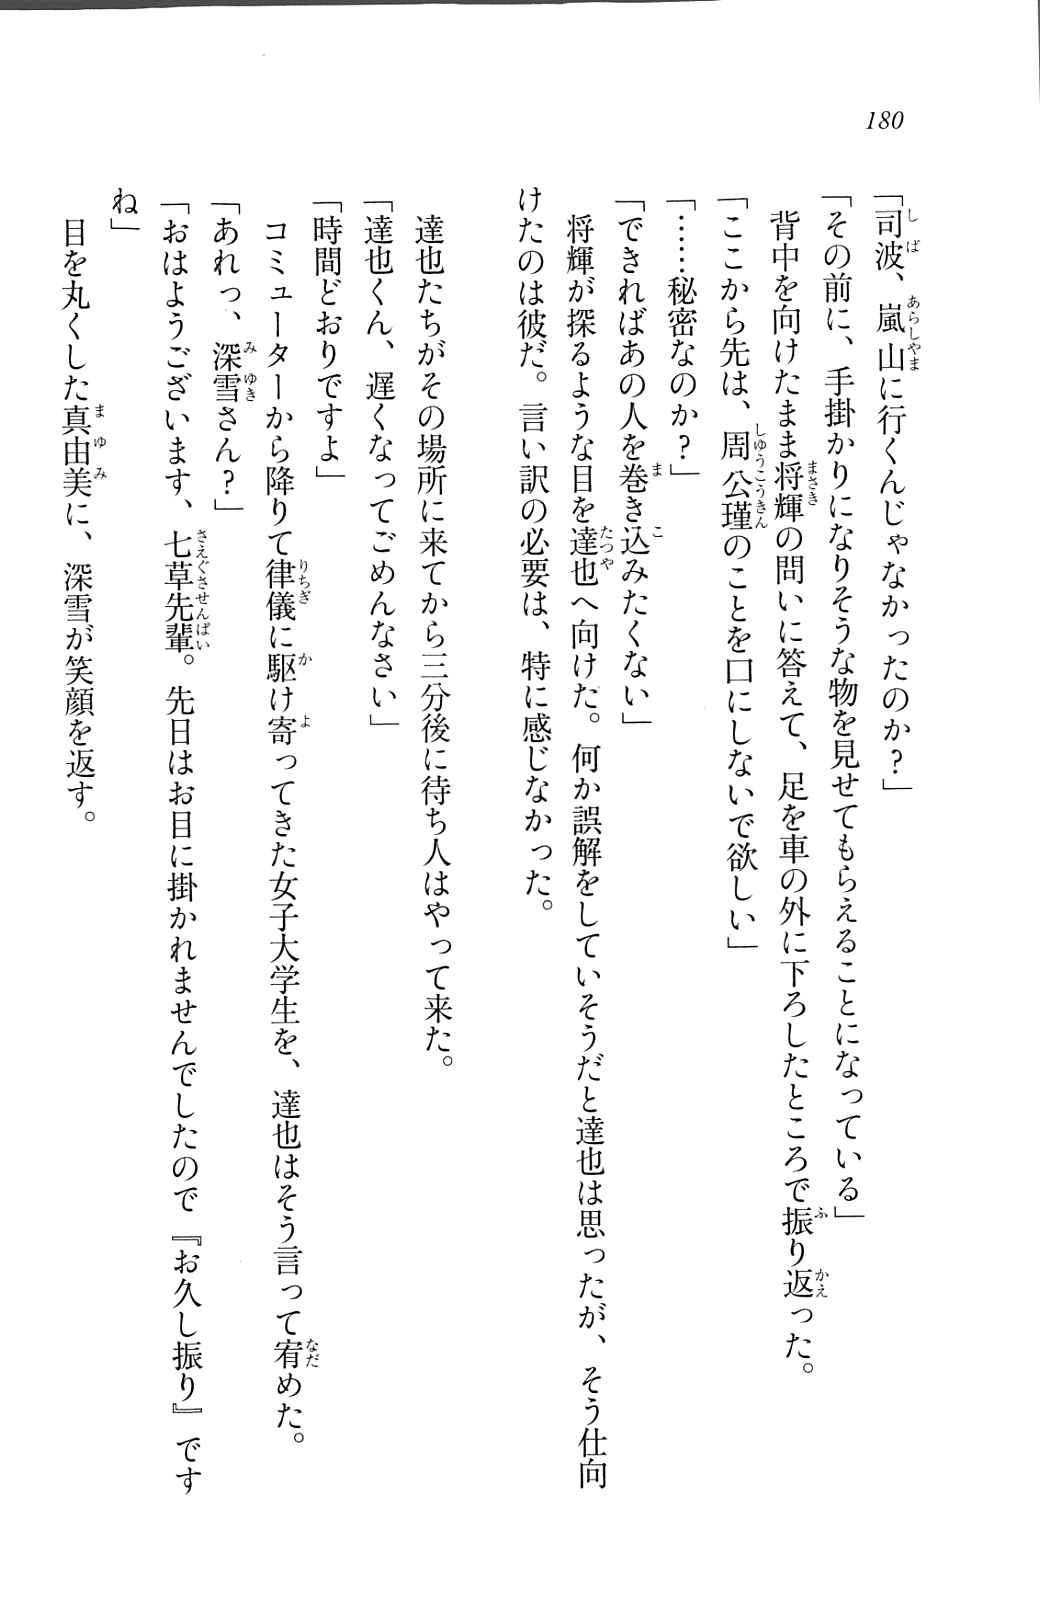 180
「司波、嵐山に行くんじゃなかったのか？」
「その前に、手掛かりになりそうな物を見せてもらえることになっている」
　背中を向けたまま将輝の問いに答えて、足を車の外に下ろしたところで振り返った。
「ここから先は、周公瑾のことを口にしないで欲しい」
「……秘密なのか？」
「できればあの人を巻き込みたくない」
　将輝が探るような目を達也へ向けた。何か誤解をしていそうだと達也は思ったが、そう仕向
けたのは彼だ。言い訳の必要は、特に感じなかった。
　達也たちがその場所に来てから三分後に待ち人はやって来た。
「達也くん、遅くなってごめんなさい」
「時間どおりですよ」
　コミューターから降りて律儀に駆け寄ってきた女子大学生を、達也はそう言って宥めた。
「あれっ、深雪さん？」
「おはようございます、七草先輩。先日はお目に掛かれませんでしたので『お久し振り』です
ね」
　目を丸くした真由美に、深雪が笑顔を返す。